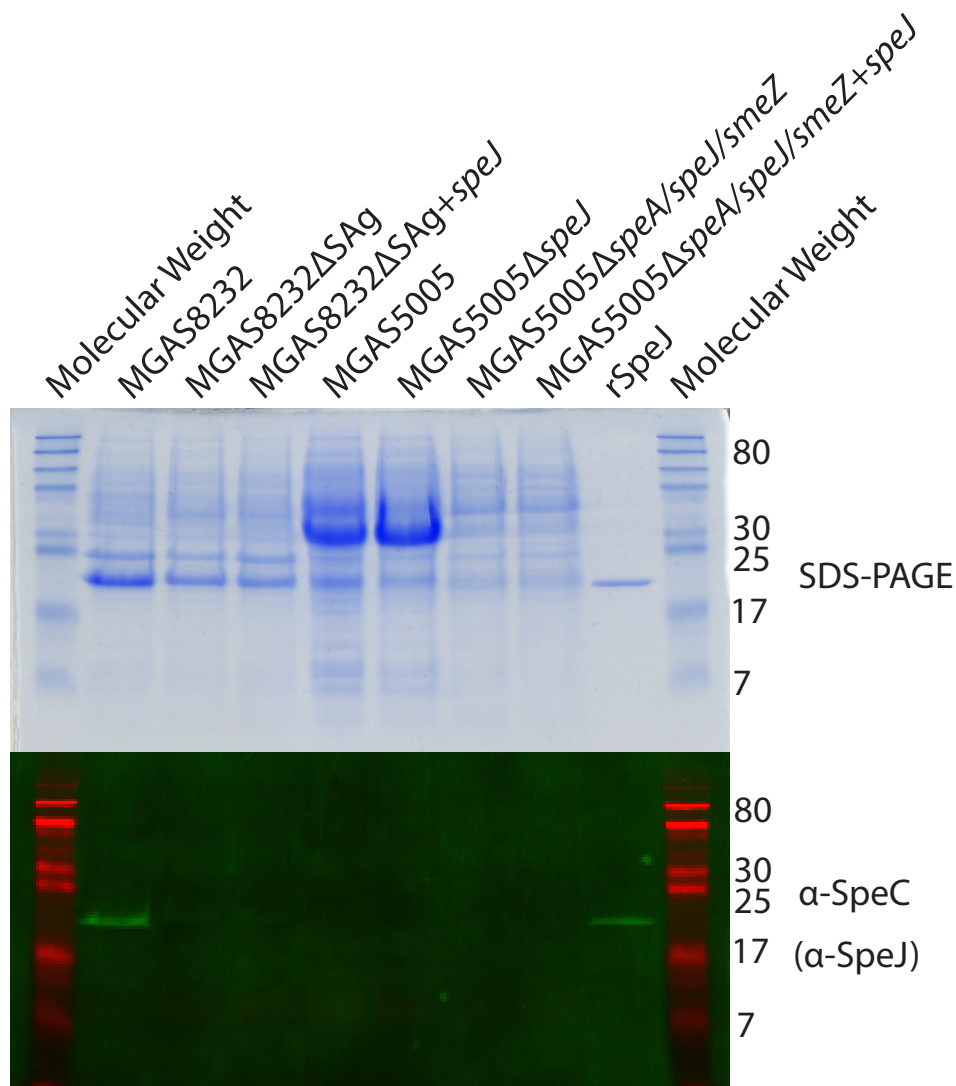 Molecular Weight
MGAS8232
MGAS8232ΔSAg
MGAS8232ΔSAg+speJ
MGAS5005
MGAS5005ΔspeJ
MGAS5005ΔspeA/speJ/smeZ
MGAS5005ΔspeA/speJ/smeZ+speJ
rSpeJ
Molecular Weight
80
30
25
SDS-PAGE
17
7
80
30
25
α-SpeC
17
(α-SpeJ)
7